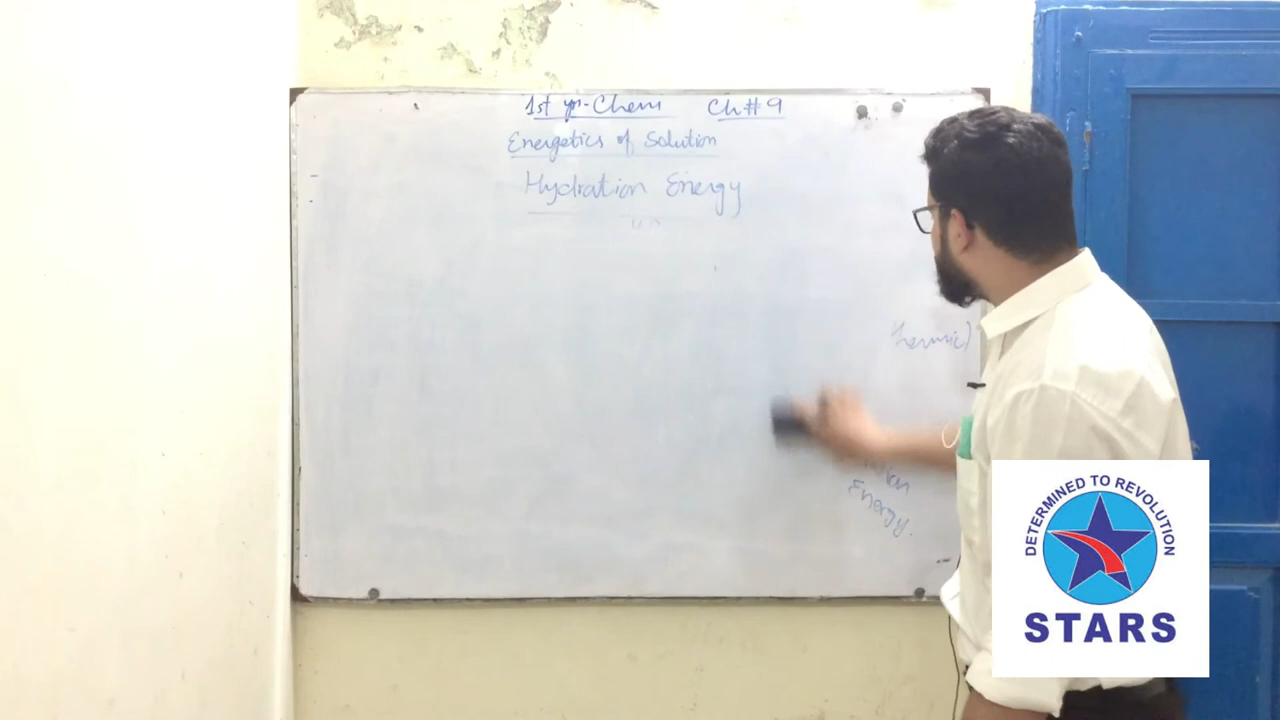 1st yr-Chem Ch # 9
Energetics of Solution
Hydration Energy
Energy.
DETERMINED TO REVOLUTION
STARS